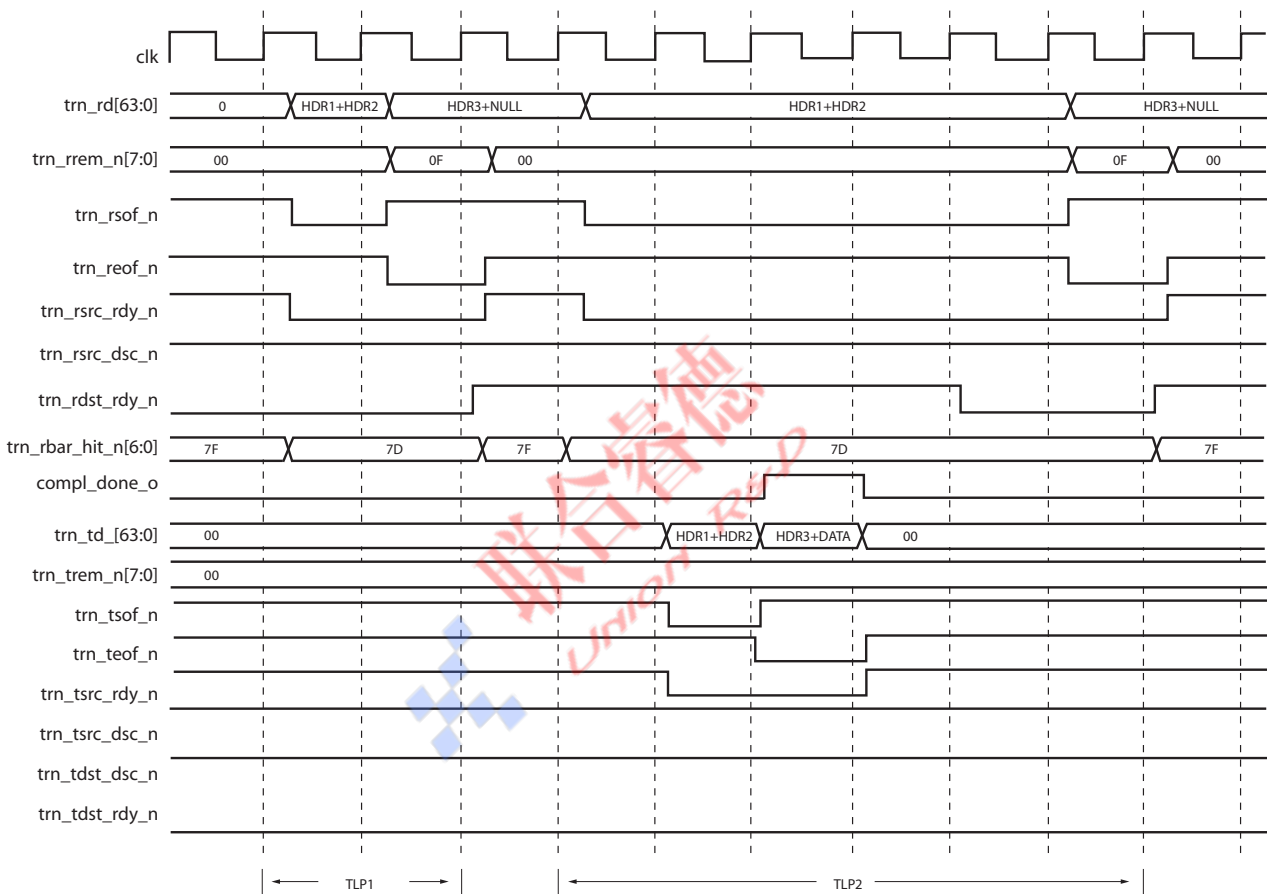 clk
trn_rd[63:0] 0 HDR1+HDR2 HDR3+NULL HDR1+HDR2 HDR3+NULL
trn_rrem_n[7:0] 00 0F 00 0F 00
trn_rsof_n
trn_reof_n
trn_rsrc_rdy_n
trn_rsrc_dsc_n
trn_rdst_rdy_n
trn_rbar_hit_n[6:0] 7F 7D 7F 7D 7F
compl_done_o
trn_td_[63:0] 00 HDR1+HDR2 HDR3+DATA 00
trn_trem_n[7:0] 00
trn_tsof_n
trn_teof_n
trn_tsrc_rdy_n
trn_tsrc_dsc_n
trn_tdst_dsc_n
trn_tdst_rdy_n
TLP1 TLP2
联合睿德
Union R&D